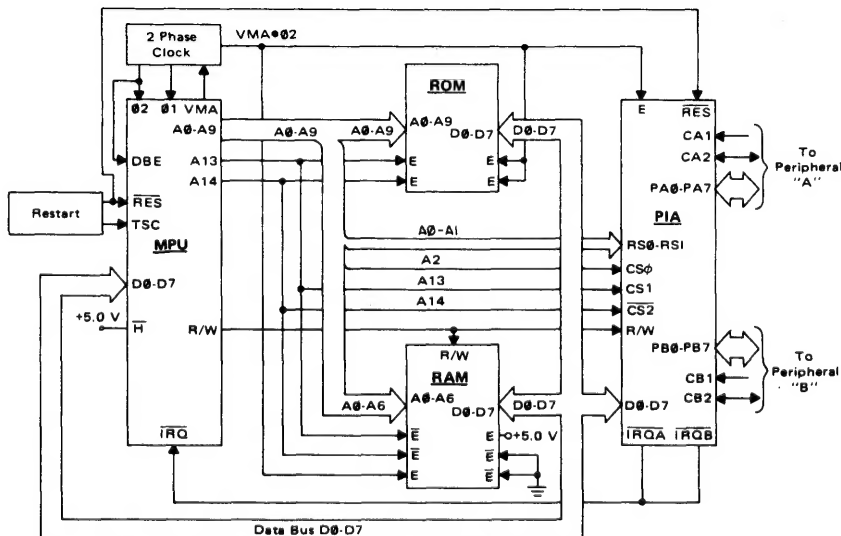 2 Phase
Clock
VMA●Ø2
Ø2 Ø1 VMA
A0-A9
A0-A9
A0-A9
ROM
A0-A9
D0-D7
D0-D7
E
E
E
E
DBE
A13
A14
Restart
RES
TSC
MPU
D0-D7
+5.0 V
H
R/W
IRQ
A0-A1
A2
A13
A14
R/W
RAM
A0-A6
A0-A6
D0-D7
D0-D7
E
E
E
E
E
E
+5.0 V
E
RES
CA1
CA2
PA0-PA7
PIA
RS0-RS1
CSφ
CS1
CS2
R/W
PB0-PB7
CB1
CB2
D0-D7
IRQA IRQB
To
Peripheral
"A"
To
Peripheral
"B"
Data Bus D0-D7